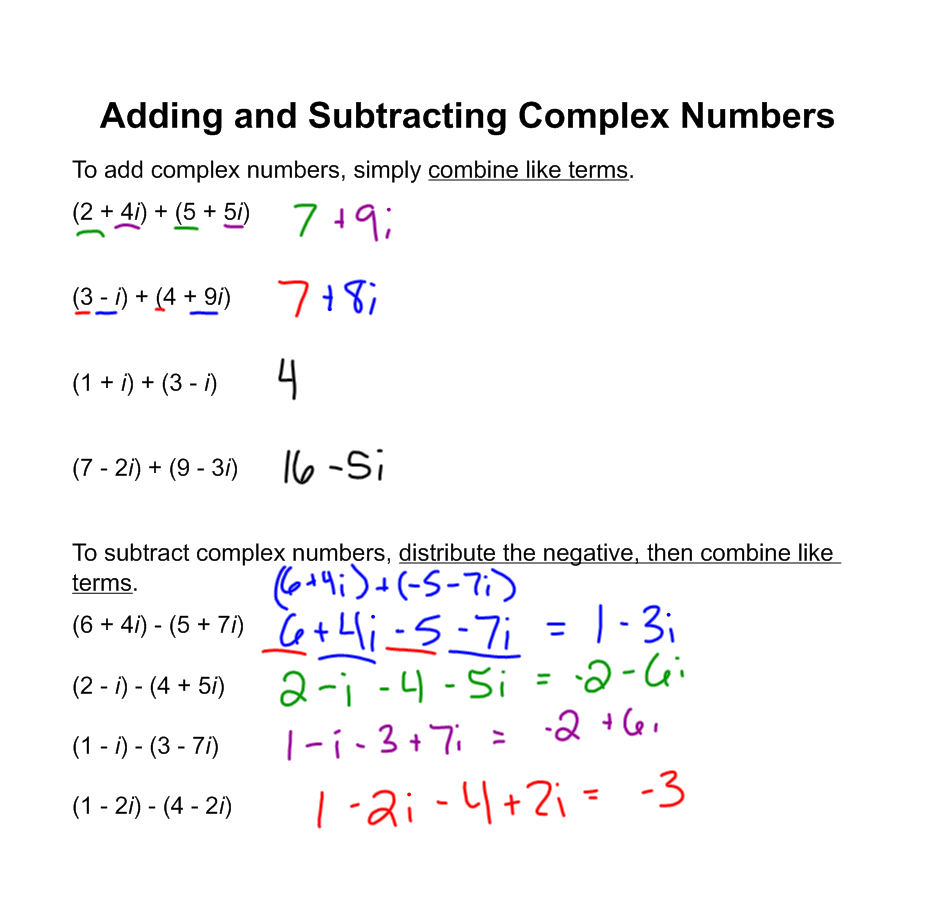 Adding and Subtracting Complex Numbers
To add complex numbers, simply combine like terms.
(2 + 4i) + (5 + 5i) 7 + 9i
(3 - i) + (4 + 9i) 7 + 8i
(1 + i) + (3 - i) 4
(7 - 2i) + (9 - 3i) 16 - 5i
To subtract complex numbers, distribute the negative, then combine like
terms.
(6+4i)+(-5-7i)
(6 + 4i) - (5 + 7i) 6 + 4i - 5 - 7i = 1 - 3i
(2 - i) - (4 + 5i) 2 - i - 4 - 5i = -2 - 6i
(1 - i) - (3 - 7i) 1 - i - 3 + 7i = -2 + 6i
(1 - 2i) - (4 - 2i) 1 - 2i - 4 + 2i = -3